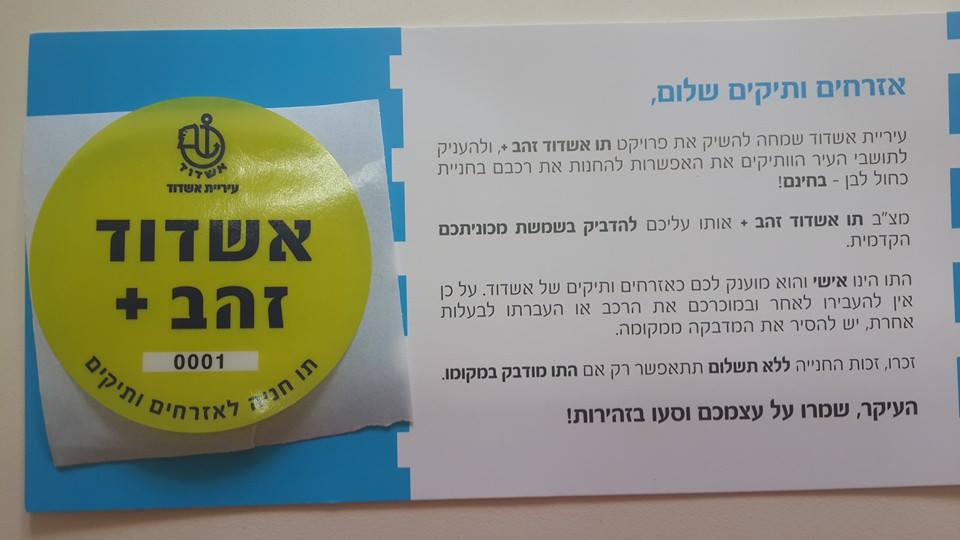 אשדוד
עיריית אשדוד
אשדוד
זהב +
0001
תו חניה לאזרחים ותיקים
אזרחים ותיקים שלום,
עיריית אשדוד שמחה להשיק את פרויקט תו אשדוד זהב +, ולהעניק
לתושבי העיר הוותיקים את האפשרות להחנות את רכבם בחניית
כחול לבן - בחינם!
מצ"ב תו אשדוד זהב + אותו עליכם להדביק בשמשת מכוניתכם
הקדמית.
התו הינו אישי והוא מוענק לכם כאזרחים ותיקים של אשדוד. על כן
אין להעבירו לאחר ובמוכרכם את הרכב או העברתו לבעלות
אחרת, יש להסיר את המדבקה ממקומה.
זכרו, זכות החנייה ללא תשלום תתאפשר רק אם התו מודבק במקומו.
העיקר, שמרו על עצמכם וסעו בזהירות!